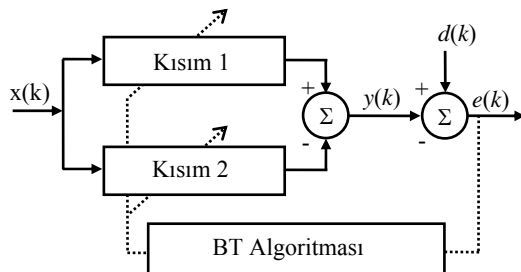 Kısım 1
d(k)
x(k)
+
+
Σ
y(k)
Σ
e(k)
-
-
Kısım 2
BT Algoritması